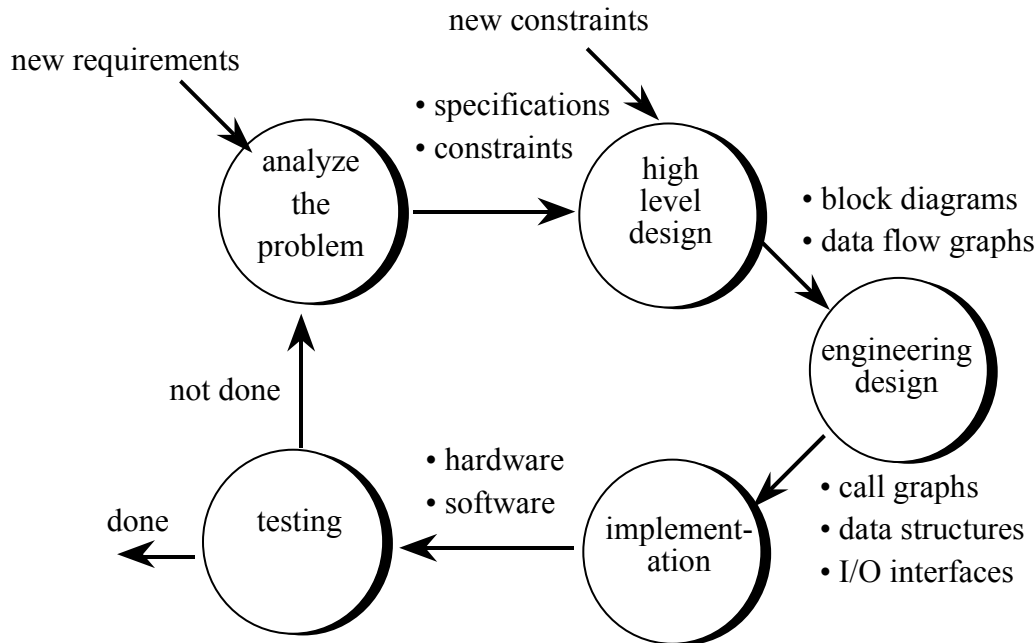 new constraints
new requirements
• specifications
• constraints
analyze
the
problem
high
level
design
• block diagrams
• data flow graphs
engineering
design
not done
• hardware
• software
• call graphs
• data structures
• I/O interfaces
done
testing
implement-
ation